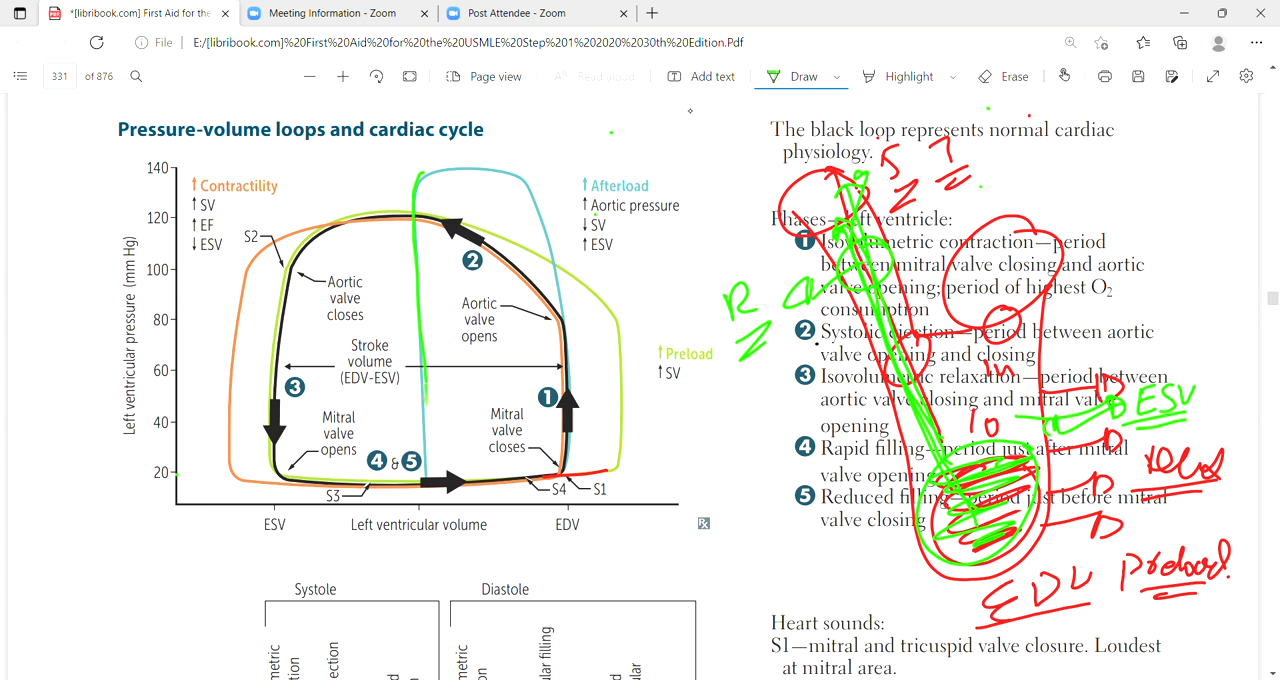 *[libribook.com] First Aid for the
Meeting Information - Zoom
Post Attendee - Zoom
File
E:/[libribook.com]%20First%20Aid%20for%20the%20USMLE%20Step%201%202020%2030th%20Edition.Pdf
331 of 876
Page view
Read aloud
Add text
Draw
Highlight
Erase
Pressure-volume loops and cardiac cycle
140
120
100
80
60
40
20
Left ventricular pressure (mm Hg)
↑ Contractility
↑ SV
↑ EF
↓ ESV
↑ Afterload
↑ Aortic pressure
↓ SV
↑ ESV
S2
2
Aortic
valve
closes
Aortic
valve
opens
Stroke
volume
(EDV-ESV)
↑ Preload
↑ SV
3
1
Mitral
valve
opens
Mitral
valve
closes
4 & 5
S3
S4
S1
ESV
Left ventricular volume
EDV
Systole
Diastole
The black loop represents normal cardiac
physiology.
Phases—left ventricle:
1 Isovolumetric contraction—period
between mitral valve closing and aortic
valve opening; period of highest O2
consumption
2 Systolic ejection—period between aortic
valve opening and closing
3 Isovolumetric relaxation—period between
aortic valve closing and mitral valve
opening
4 Rapid filling—period just after mitral
valve opening
5 Reduced filling—period just before mitral
valve closing
R
10
ESV
EDV
Preload
Heart sounds:
S1—mitral and tricuspid valve closure. Loudest
at mitral area.